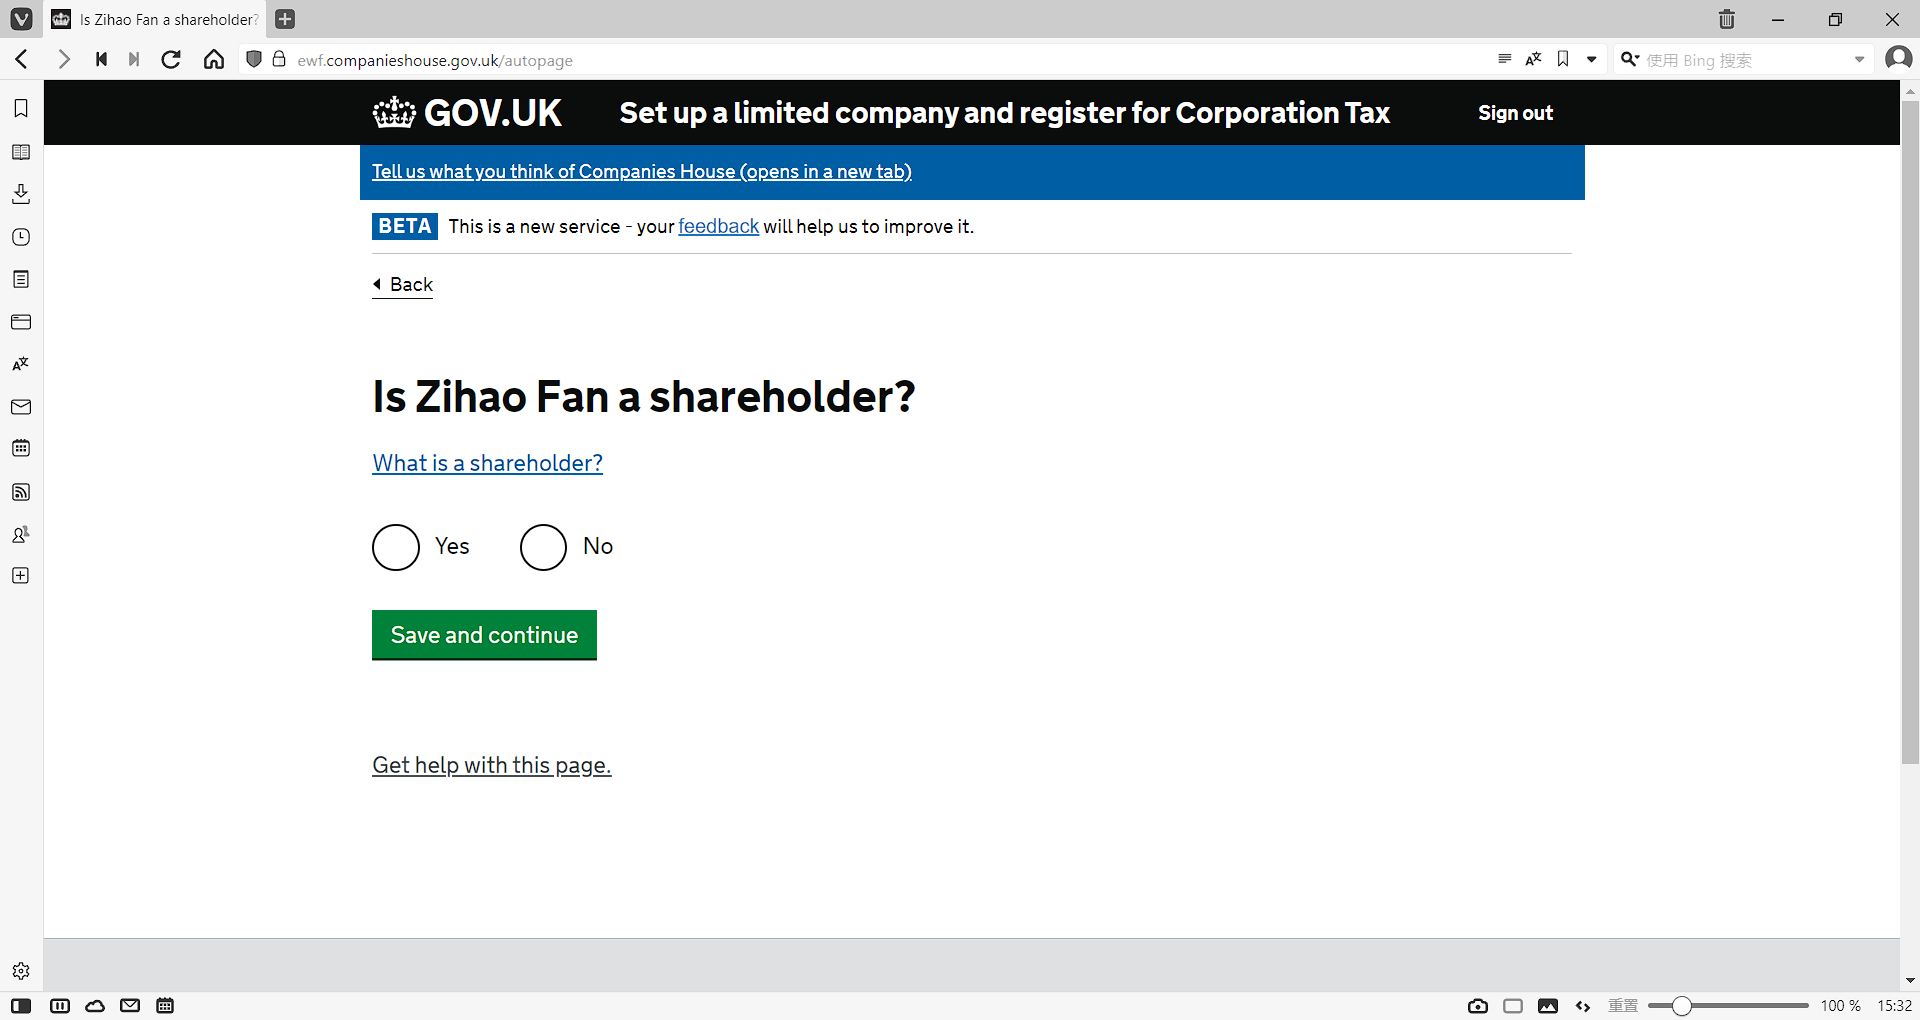 Is Zihao Fan a shareholder?
ewf.companieshouse.gov.uk/autopage
使用 Bing 搜索
GOV.UK
Set up a limited company and register for Corporation Tax
Sign out
Tell us what you think of Companies House (opens in a new tab)
BETA This is a new service - your feedback will help us to improve it.
Back
Is Zihao Fan a shareholder?
What is a shareholder?
Yes No
Save and continue
Get help with this page.
重置 100 % 15:32